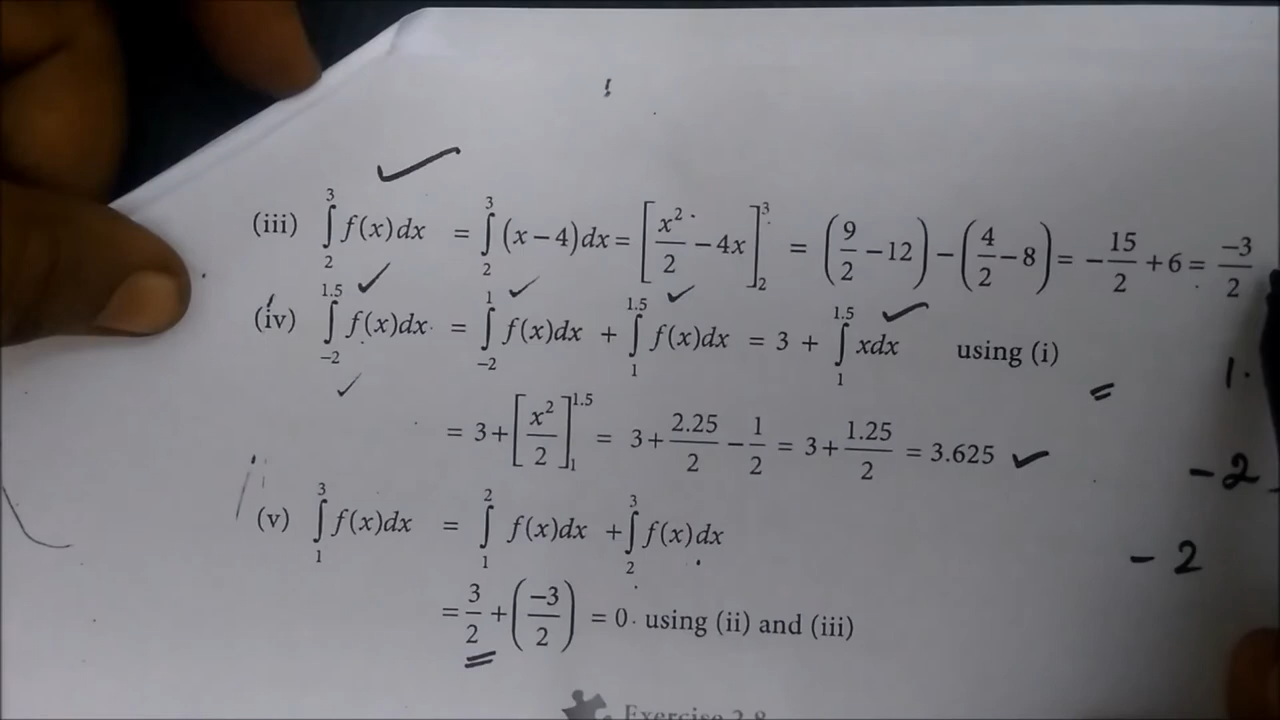 (iii) ∫₂³ f(x)dx = ∫₂³ (x – 4)dx = [x²/2 – 4x]₂³ = (9/2 – 12) – (4/2 – 8) = –15/2 + 6 = –3/2
(iv) ∫₋₂^1.5 f(x)dx = ∫₋₂¹ f(x)dx + ∫₁^1.5 f(x)dx = 3 + ∫₁^1.5 xdx using (i)
= 3 + [x²/2]₁^1.5 = 3 + 2.25/2 – 1/2 = 3 + 1.25/2 = 3.625
(v) ∫₁³ f(x)dx = ∫₁² f(x)dx + ∫₂³ f(x)dx
= 3/2 + (–3/2) = 0. using (ii) and (iii)
1.
–2
–2
Exercise 2.8